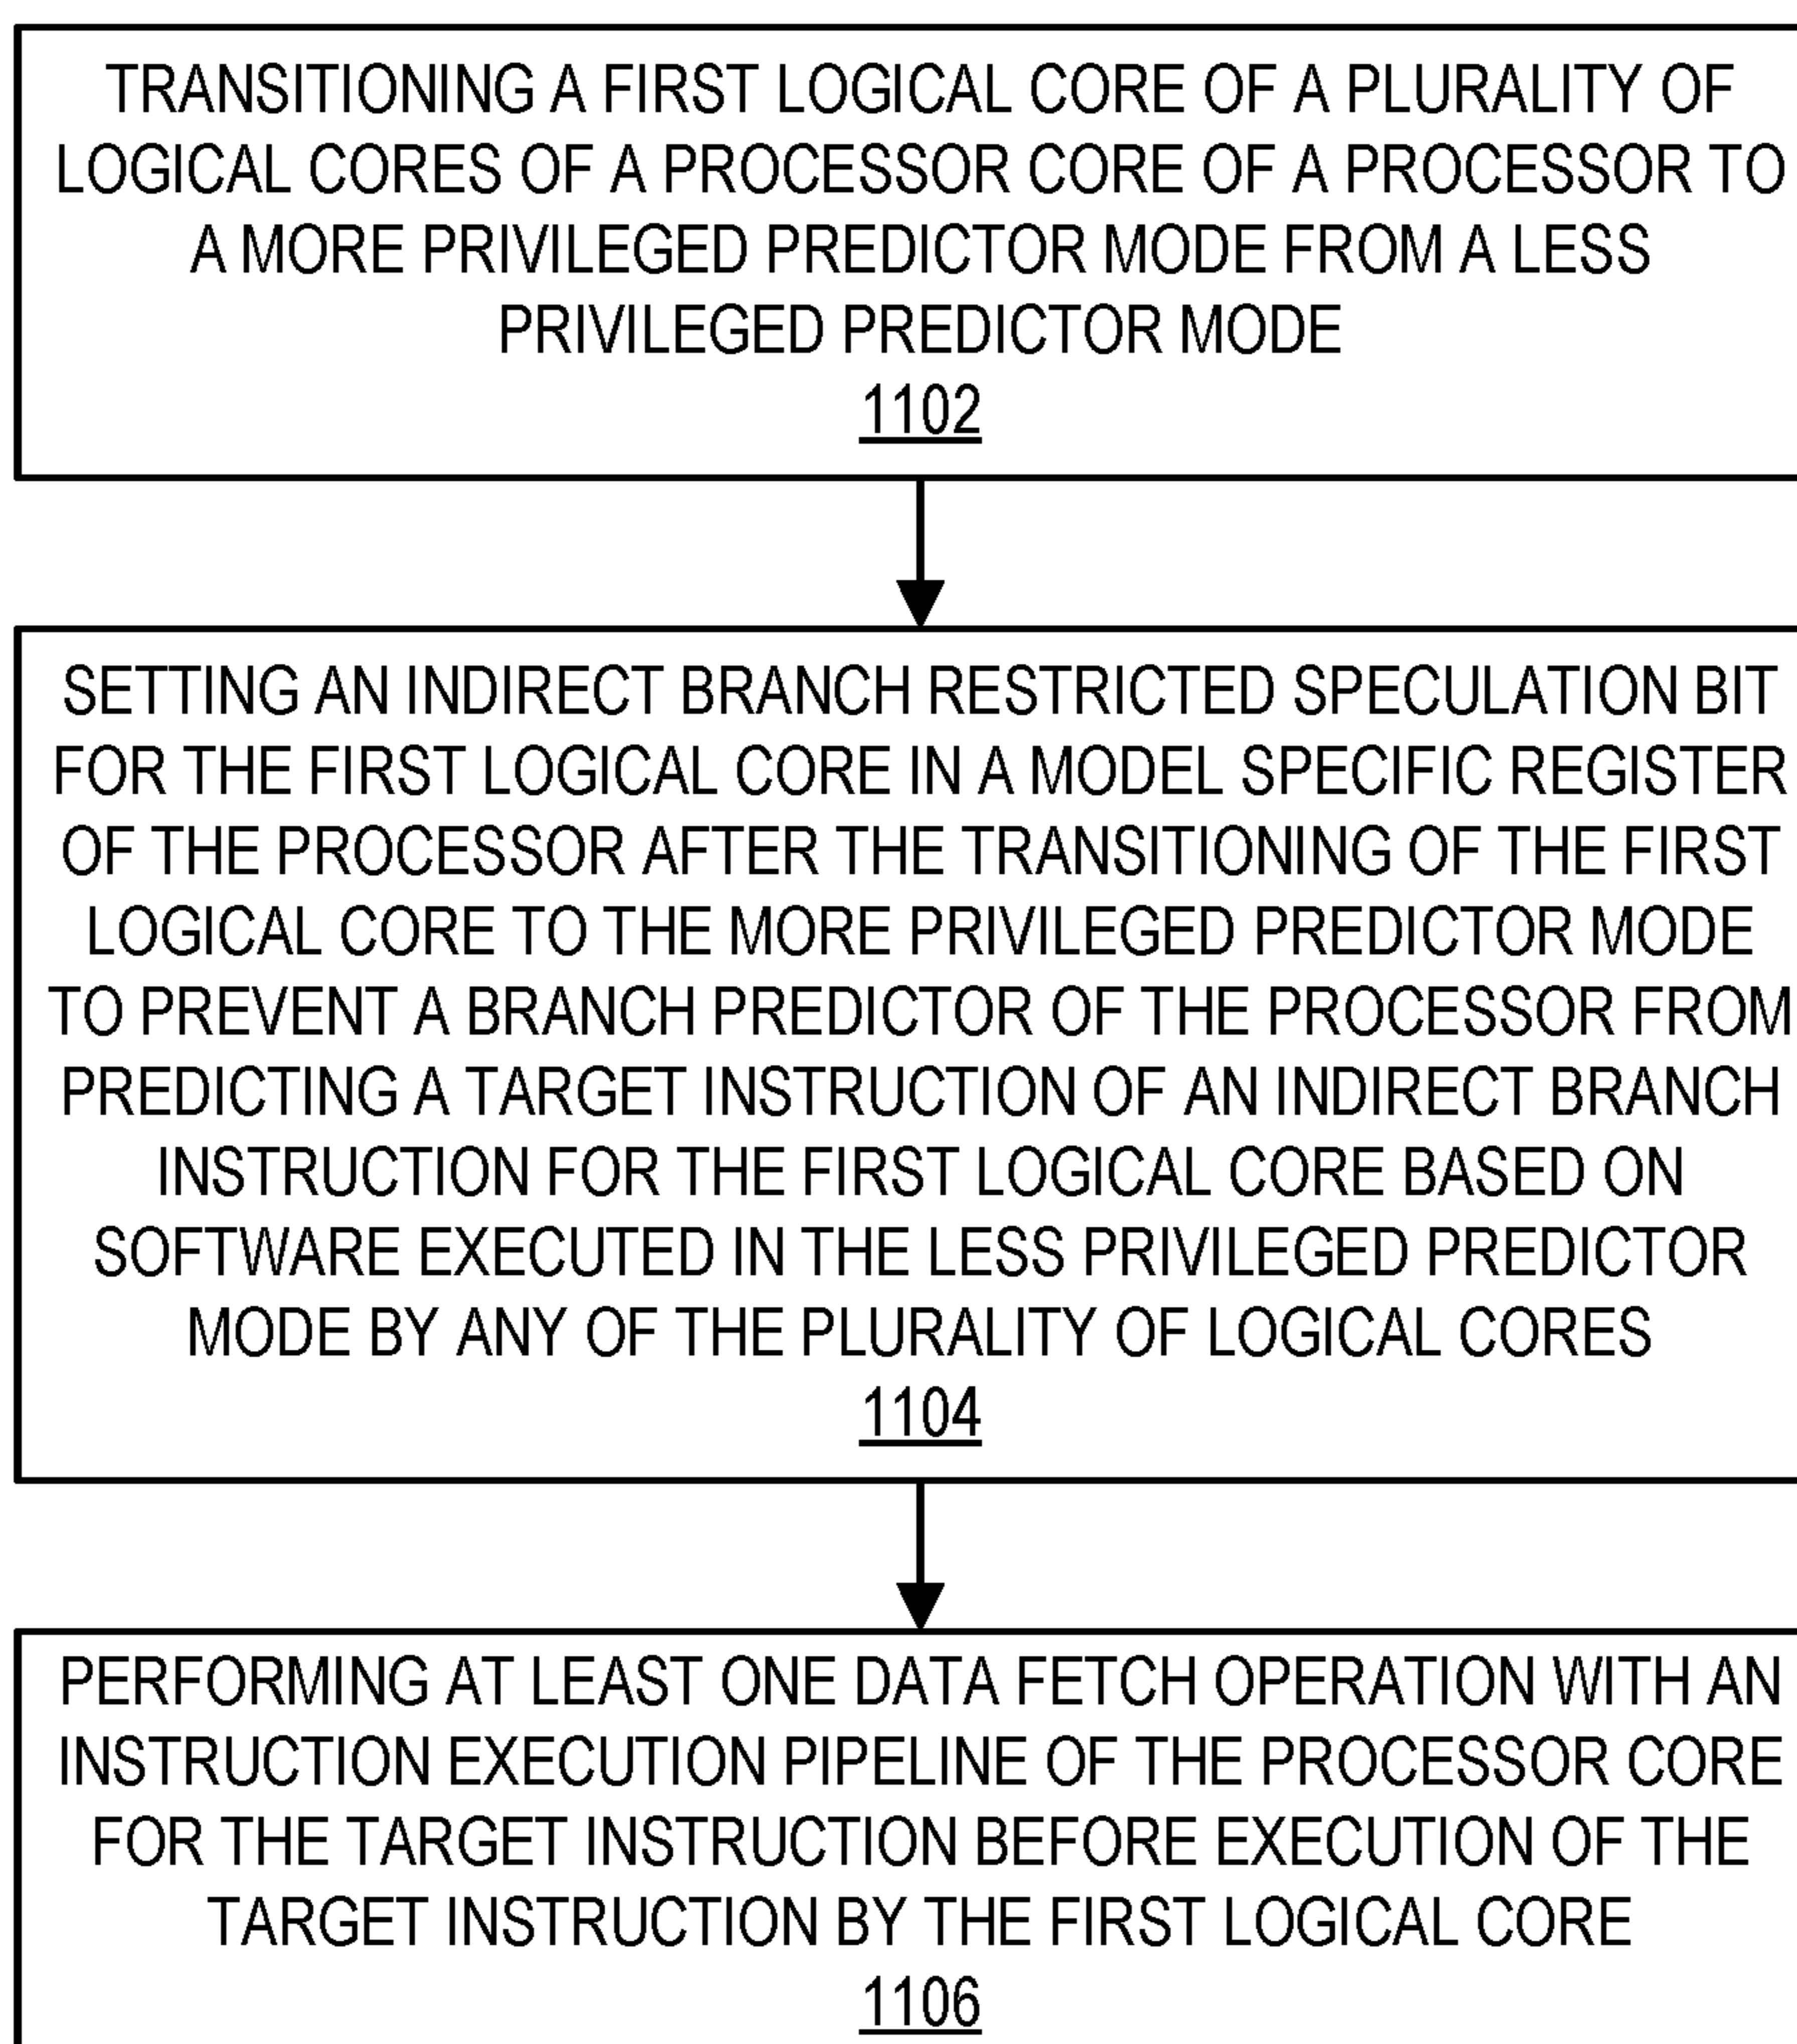 TRANSITIONING A FIRST LOGICAL CORE OF A PLURALITY OF
LOGICAL CORES OF A PROCESSOR CORE OF A PROCESSOR TO
A MORE PRIVILEGED PREDICTOR MODE FROM A LESS
PRIVILEGED PREDICTOR MODE
1102
SETTING AN INDIRECT BRANCH RESTRICTED SPECULATION BIT
FOR THE FIRST LOGICAL CORE IN A MODEL SPECIFIC REGISTER
OF THE PROCESSOR AFTER THE TRANSITIONING OF THE FIRST
LOGICAL CORE TO THE MORE PRIVILEGED PREDICTOR MODE
TO PREVENT A BRANCH PREDICTOR OF THE PROCESSOR FROM
PREDICTING A TARGET INSTRUCTION OF AN INDIRECT BRANCH
INSTRUCTION FOR THE FIRST LOGICAL CORE BASED ON
SOFTWARE EXECUTED IN THE LESS PRIVILEGED PREDICTOR
MODE BY ANY OF THE PLURALITY OF LOGICAL CORES
1104
PERFORMING AT LEAST ONE DATA FETCH OPERATION WITH AN
INSTRUCTION EXECUTION PIPELINE OF THE PROCESSOR CORE
FOR THE TARGET INSTRUCTION BEFORE EXECUTION OF THE
TARGET INSTRUCTION BY THE FIRST LOGICAL CORE
1106